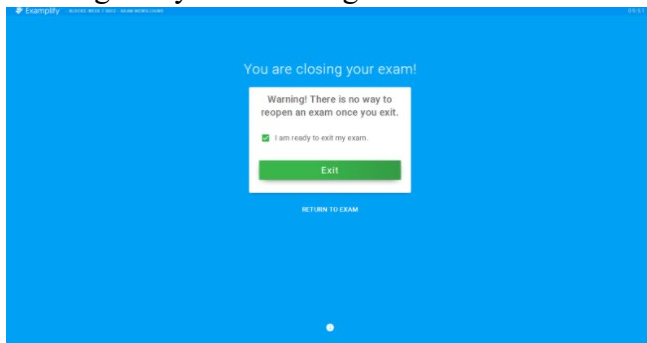 Examplify
You are closing your exam!
Warning! There is no way to
reopen an exam once you exit.
I am ready to exit my exam.
Exit
RETURN TO EXAM